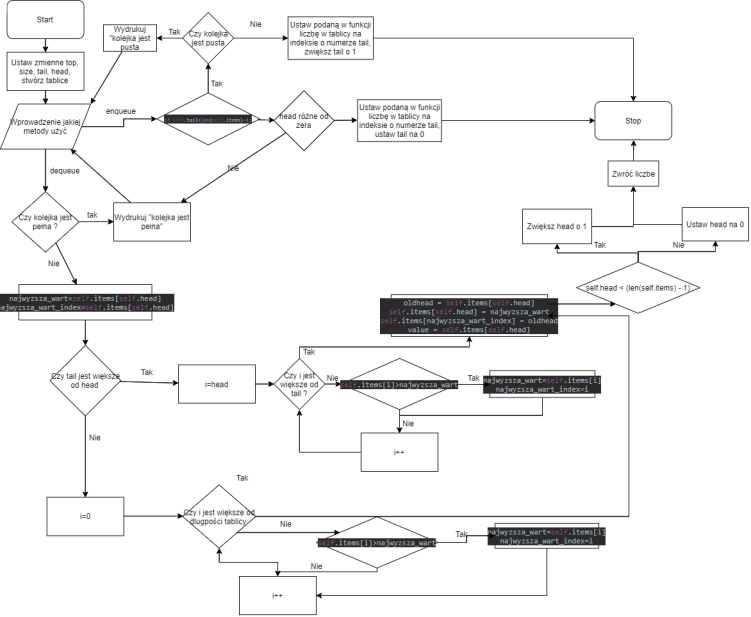 Start
Ustaw zmienne top,
size, tail, head,
stwórz tablice
Wprowadzenie jakiej
metody użyć
enqueue
dequeue
Wydrukuj
"kolejka jest
pusta
Tak
Czy kolejka
jest pusta
Nie
Ustaw podaną w funkcji
liczbę w tablicy na
indeksie o numerze tail,
zwiększ tail o 1
Tak
if self.tail<len(self.items)-1:
head różne od
zera
Ustaw podaną w funkcji
liczbę w tablicy na
indeksie o numerze tail,
ustaw tail na 0
Stop
Nie
Zwróć liczbe
Czy kolejka jest
pełna ?
tak
Wydrukuj "kolejka jest
pełna"
Nie
Zwiększ head o 1
Ustaw head na 0
Tak
Nie
self.head < (len(self.items) - 1)
najwyzsza_wart=self.items[self.head]
najwyzsza_wart_index=self.items[self.head]
oldhead = self.items[self.head]
self.items[self.head] = najwyzsza_wart
self.items[najwyzsza_wart_index] = oldhead
value = self.items[self.head]
Czy tail jest większe
od head
Tak
i=head
Tak
Czy i jest
większe od
tail ?
Nie
self.items[i]>najwyzsza_wart
Tak
najwyzsza_wart=self.items[i]
najwyzsza_wart_index=i
Nie
i++
Nie
Tak
i=0
Czy i jest większe od
długpości tablicy
Nie
self.items[i]>najwyzsza_wart
Tak
najwyzsza_wart=self.items[i]
najwyzsza_wart_index=i
Nie
i++